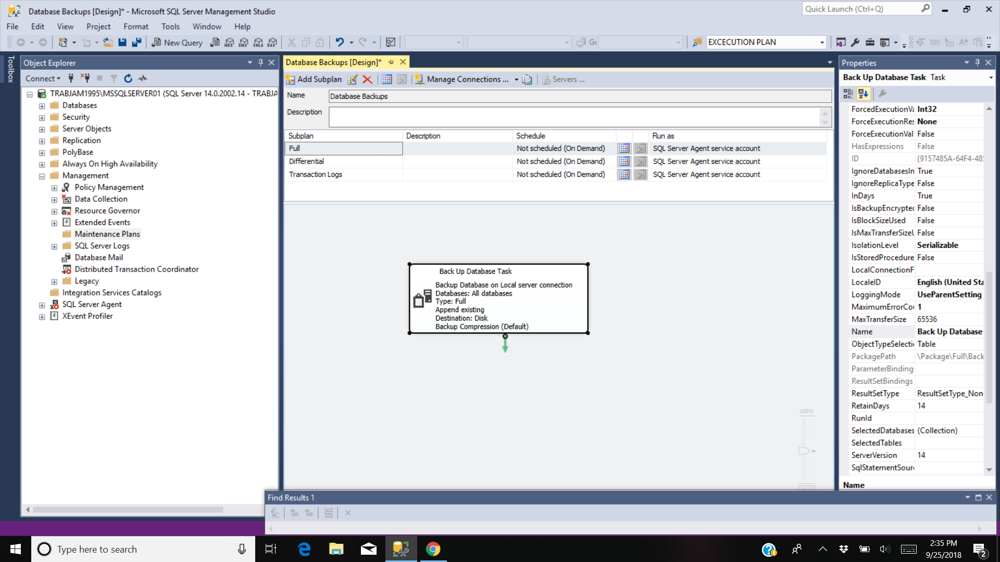 Database Backups [Design]* - Microsoft SQL Server Management Studio
Quick Launch (Ctrl+Q)
File Edit View Project Format Tools Window Help
New Query
MDX DMX XMLA DAX
EXCECUTION PLAN
Toolbox
Object Explorer
Connect
TRABJAM1995\MSSQLSERVER01 (SQL Server 14.0.2002.14 - TRABJA
Databases
Security
Server Objects
Replication
PolyBase
Always On High Availability
Management
Policy Management
Data Collection
Resource Governor
Extended Events
Maintenance Plans
SQL Server Logs
Database Mail
Distributed Transaction Coordinator
Legacy
Integration Services Catalogs
SQL Server Agent
XEvent Profiler
Database Backups [Design]*
Add Subplan
Manage Connections ...
Servers ...
Name
Database Backups
Description
Subplan Description Schedule Run as
Full Not scheduled (On Demand) SQL Server Agent service account
Differential Not scheduled (On Demand) SQL Server Agent service account
Transaction Logs Not scheduled (On Demand) SQL Server Agent service account
Back Up Database Task
Backup Database on Local server connection
Databases: All databases
Type: Full
Append existing
Destination: Disk
Backup Compression (Default)
100%
Properties
Back Up Database Task Task
ForcedExecutionVa Int32
ForceExecutionRes None
ForceExecutionVal False
HasExpressions False
ID {9157485A-64F4-485
IgnoreDatabasesIn True
IgnoreReplicaType False
InDays True
IsBackupEncrypted False
IsBlockSizeUsed False
IsMaxTransferSizeU False
IsolationLevel Serializable
IsStoredProcedure False
LocalConnectionF
LocaleID English (United Sta
LoggingMode UseParentSetting
MaximumErrorCou 1
MaxTransferSize 65536
Name Back Up Database
ObjectTypeSelectio Table
PackagePath \Package\Full\Back
ParameterBinding
ResultSetBindings
ResultSetType ResultSetType_Non
RetainDays 14
RunId
SelectedDatabases (Collection)
SelectedTables
ServerVersion 14
SqlStatementSour
Name
Find Results 1
Type here to search
2:35 PM
9/25/2018
2